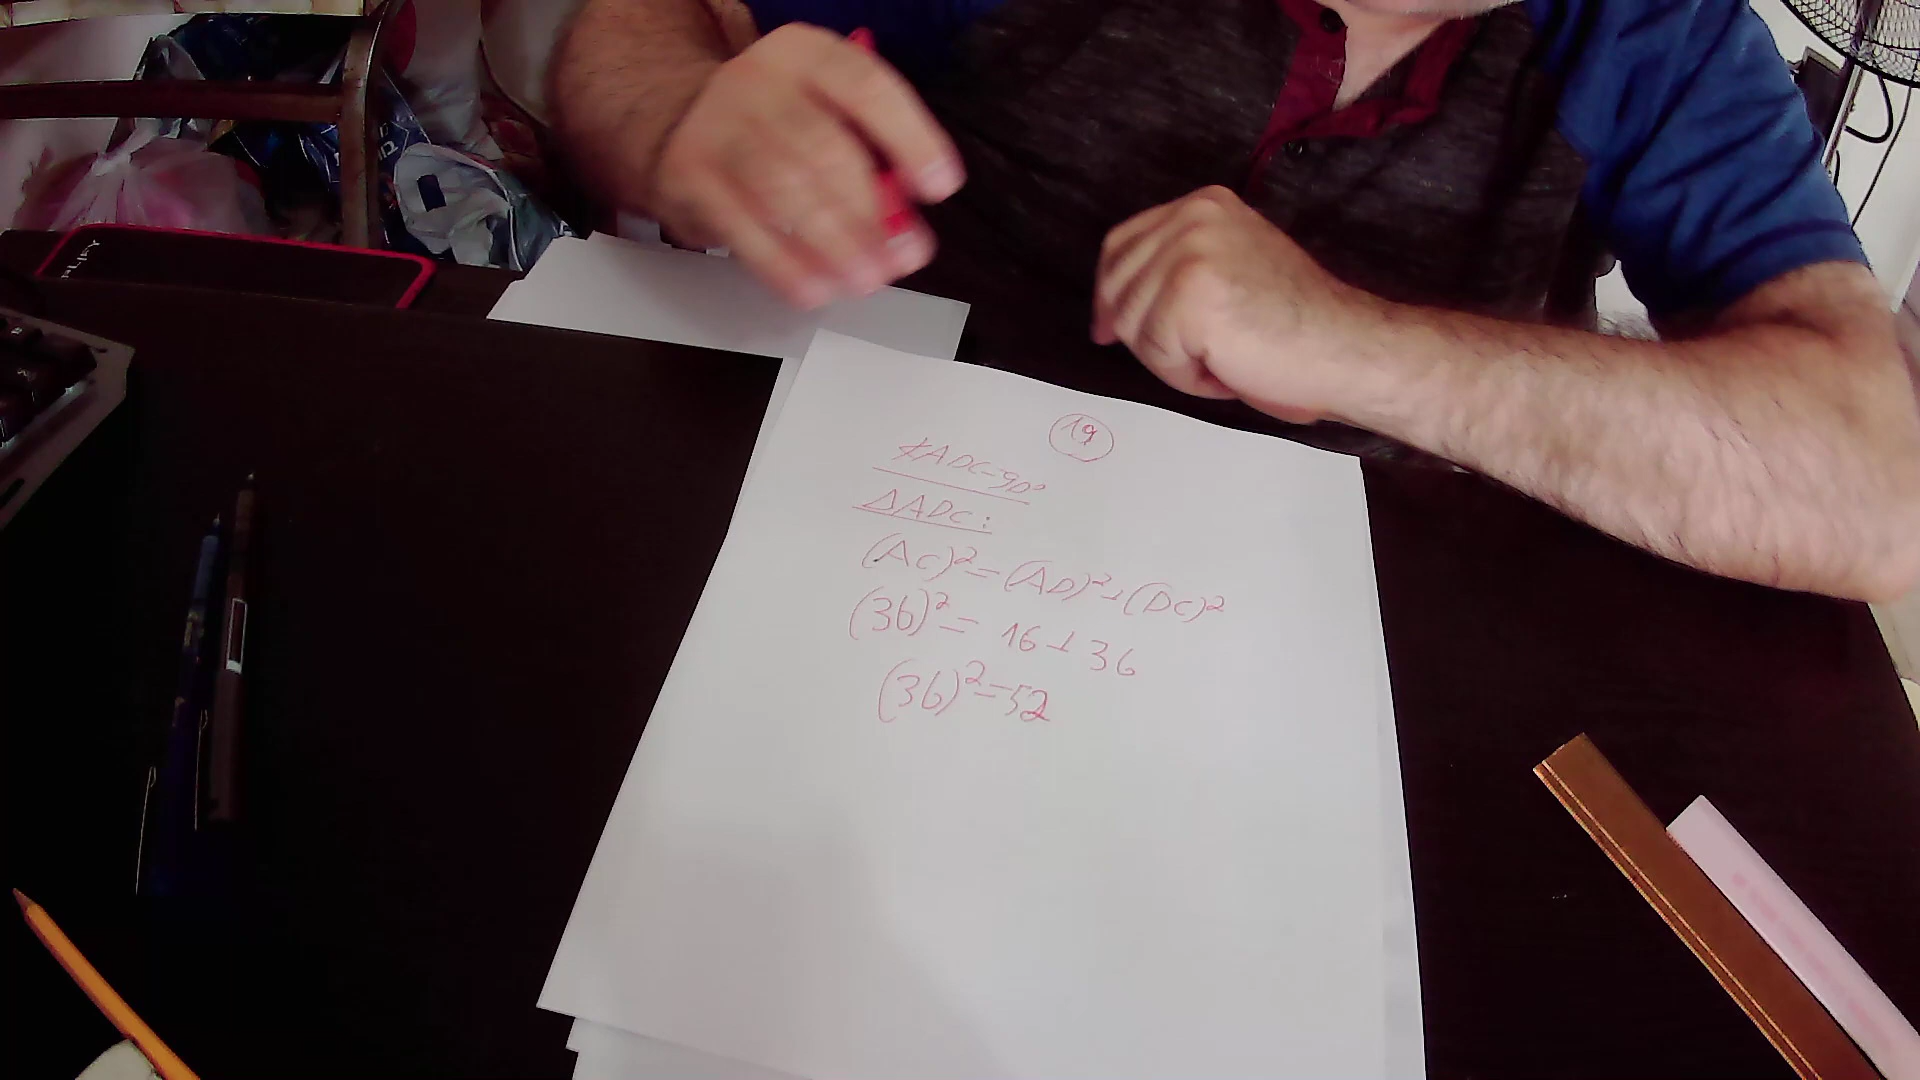 19
∢ADC=90°
ΔADC:
(AC)²=(AD)²+(DC)²
(36)²= 16+36
(36)²=52